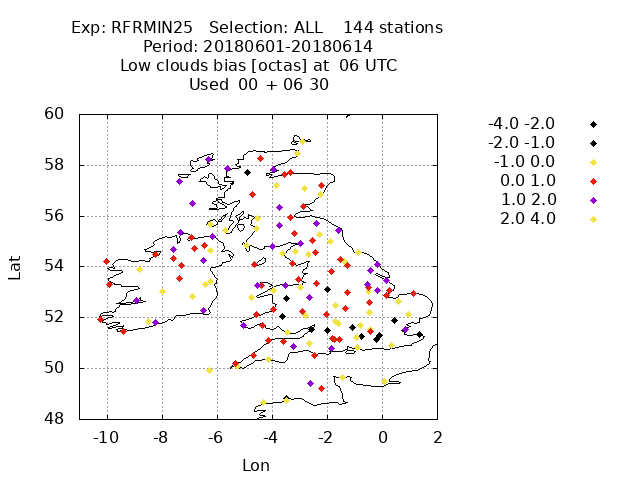 Exp: RFRMIN25 Selection: ALL 144 stations
Period: 20180601-20180614
Low clouds bias [octas] at 06 UTC
Used 00 + 06 30
-4.0 -2.0
-2.0 -1.0
-1.0 0.0
0.0 1.0
1.0 2.0
2.0 4.0
60
58
56
54
52
50
48
Lat
-10 -8 -6 -4 -2 0 2
Lon